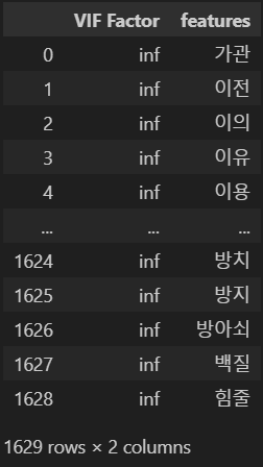 VIF Factor features
0 inf 가관
1 inf 이전
2 inf 이의
3 inf 이유
4 inf 이용
... ... ...
1624 inf 방치
1625 inf 방지
1626 inf 방아쇠
1627 inf 백질
1628 inf 힘줄
1629 rows × 2 columns